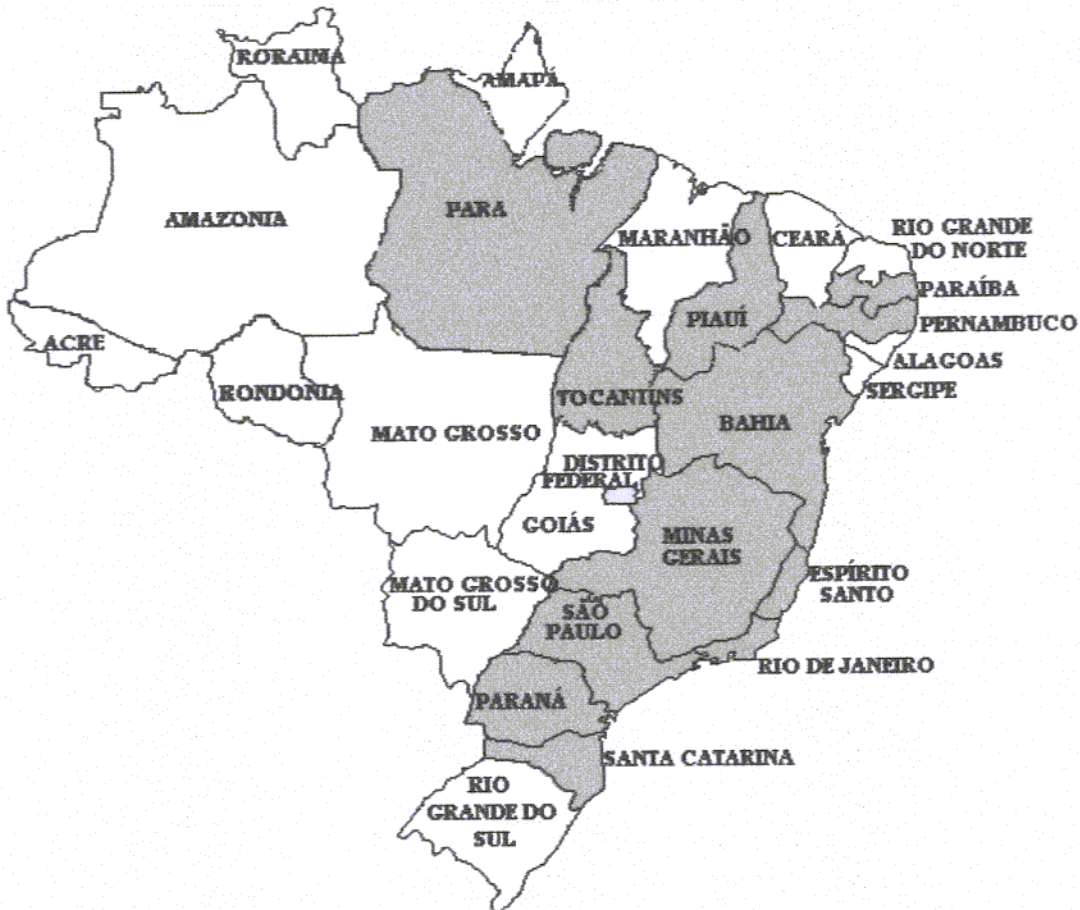 RORAIMA
AMAPÁ
AMAZONIA
PARA
MARANHÃO
CEARÁ
RIO GRANDE
DO NORTE
PARAÍBA
PIAUÍ
PERNAMBUCO
ACRE
ALAGOAS
RONDONIA
TOCANTINS
SERGIPE
MATO GROSSO
BAHIA
DISTRITO
FEDERAL
GOIÁS
MINAS
GERAIS
MATO GROSSO
DO SUL
ESPÍRITO
SANTO
SÃO
PAULO
RIO DE JANEIRO
PARANÁ
SANTA CATARINA
RIO
GRANDE DO
SUL